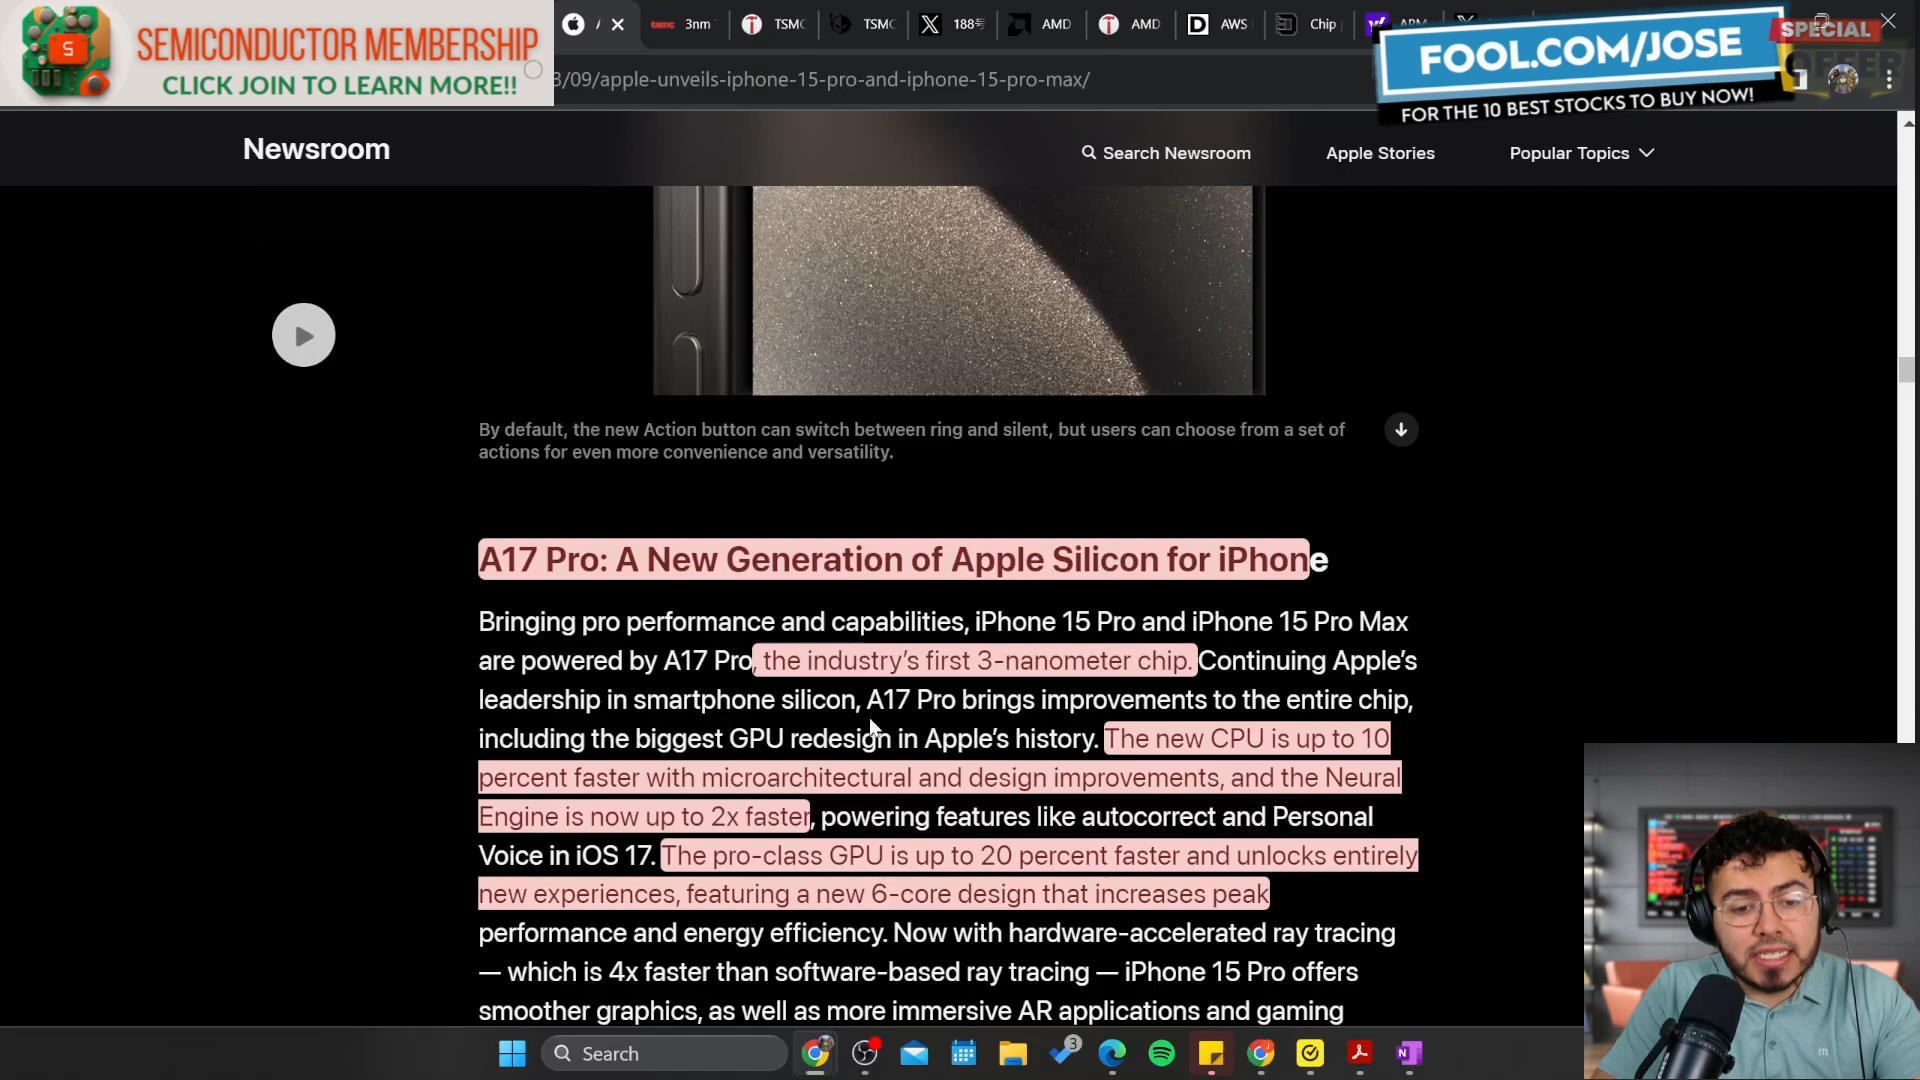 SEMICONDUCTOR MEMBERSHIP
CLICK JOIN TO LEARN MORE!!
S
3nm
TSMC
TSMC
188
AMD
AMD
AWS
Chip
FOOL.COM/JOSE
SPECIAL
OFFER
FOR THE 10 BEST STOCKS TO BUY NOW!
3/09/apple-unveils-iphone-15-pro-and-iphone-15-pro-max/
Newsroom
Search Newsroom
Apple Stories
Popular Topics
By default, the new Action button can switch between ring and silent, but users can choose from a set of
actions for even more convenience and versatility.
A17 Pro: A New Generation of Apple Silicon for iPhone
Bringing pro performance and capabilities, iPhone 15 Pro and iPhone 15 Pro Max
are powered by A17 Pro, the industry’s first 3-nanometer chip. Continuing Apple’s
leadership in smartphone silicon, A17 Pro brings improvements to the entire chip,
including the biggest GPU redesign in Apple’s history. The new CPU is up to 10
percent faster with microarchitectural and design improvements, and the Neural
Engine is now up to 2x faster, powering features like autocorrect and Personal
Voice in iOS 17. The pro-class GPU is up to 20 percent faster and unlocks entirely
new experiences, featuring a new 6-core design that increases peak
performance and energy efficiency. Now with hardware-accelerated ray tracing
— which is 4x faster than software-based ray tracing — iPhone 15 Pro offers
smoother graphics, as well as more immersive AR applications and gaming
Search
3